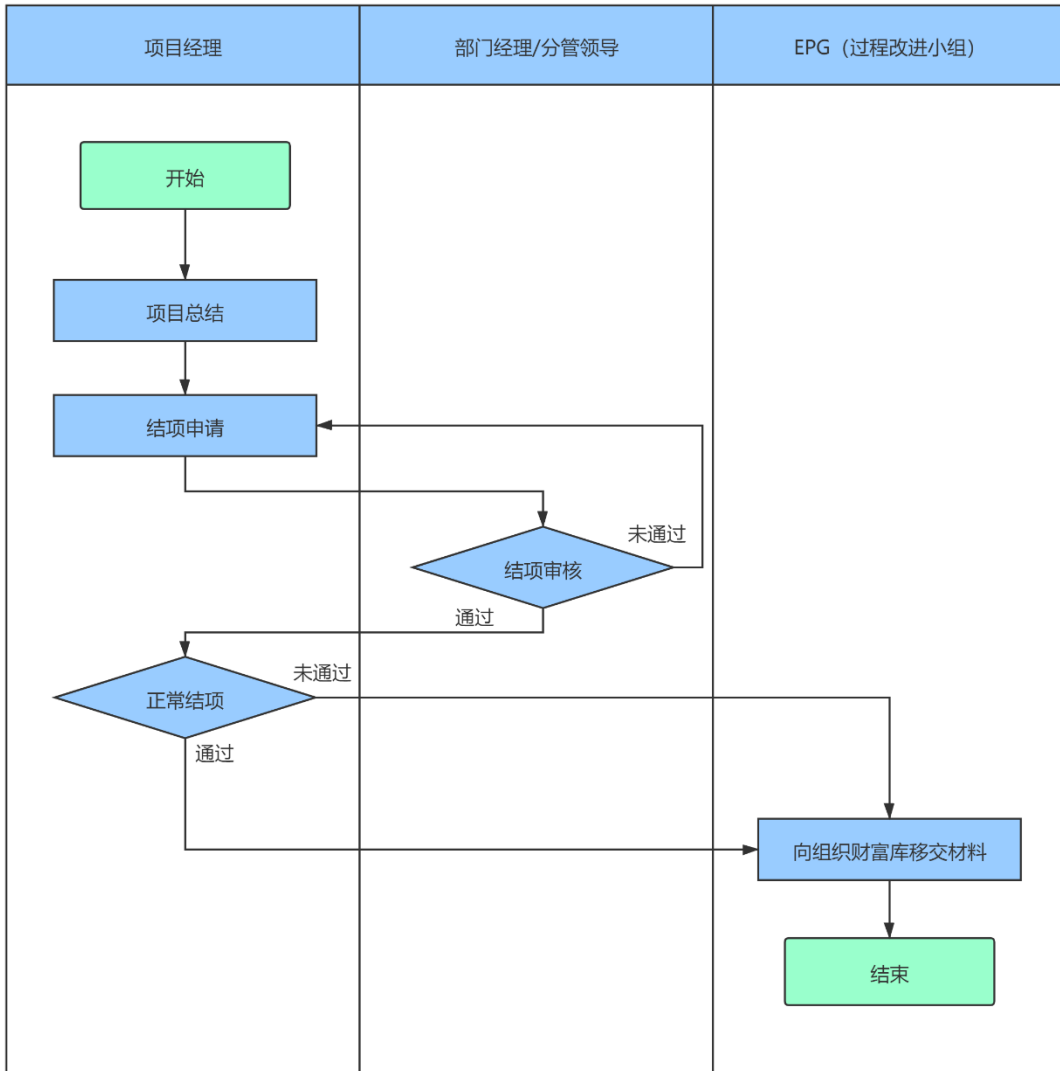 项目经理
部门经理/分管领导
EPG（过程改进小组）
开始
项目总结
结项申请
未通过
结项审核
通过
未通过
正常结项
通过
向组织财富库移交材料
结束